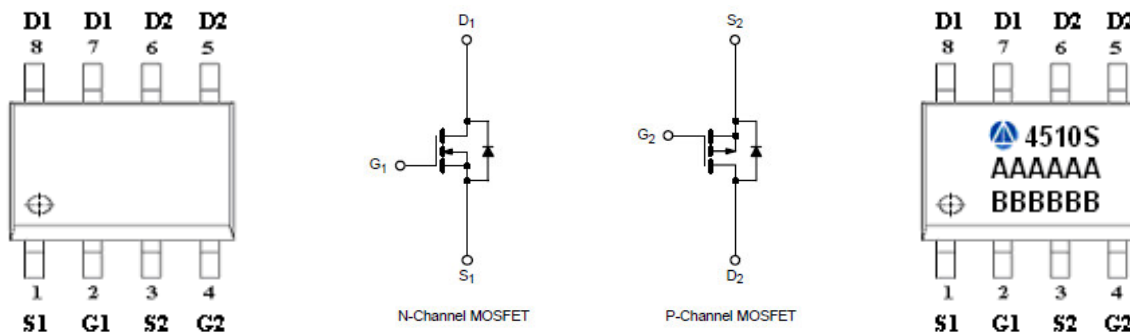 D1 D1 D2 D2
8 7 6 5
1 2 3 4
S1 G1 S2 G2
D1
G1
S1
N-Channel MOSFET
S2
G2
D2
P-Channel MOSFET
D1 D1 D2 D2
8 7 6 5
4510S
AAAAAA
BBBBBB
1 2 3 4
S1 G1 S2 G2